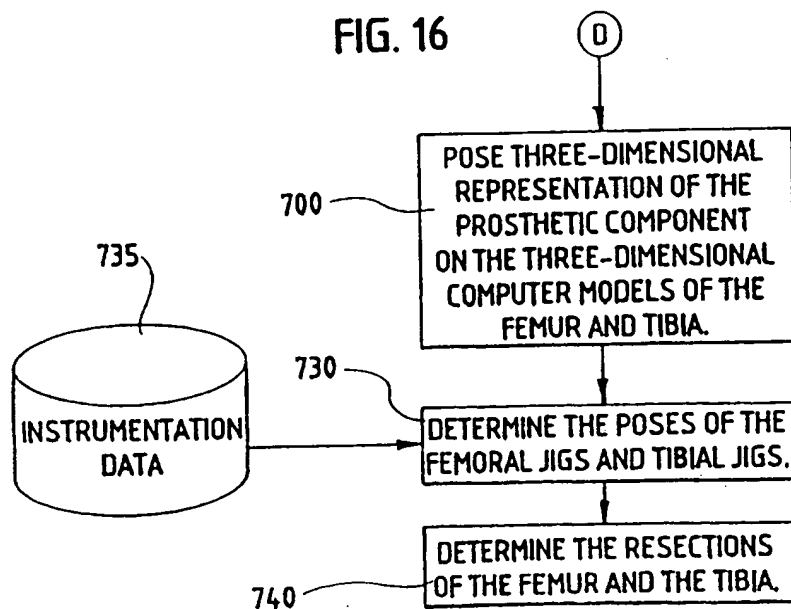 FIG. 16
D
POSE THREE-DIMENSIONAL
REPRESENTATION OF THE
PROSTHETIC COMPONENT
ON THE THREE-DIMENSIONAL
COMPUTER MODELS OF THE
FEMUR AND TIBIA.
700
735
INSTRUMENTATION
DATA
730
DETERMINE THE POSES OF THE
FEMORAL JIGS AND TIBIAL JIGS.
DETERMINE THE RESECTIONS
OF THE FEMUR AND THE TIBIA.
740